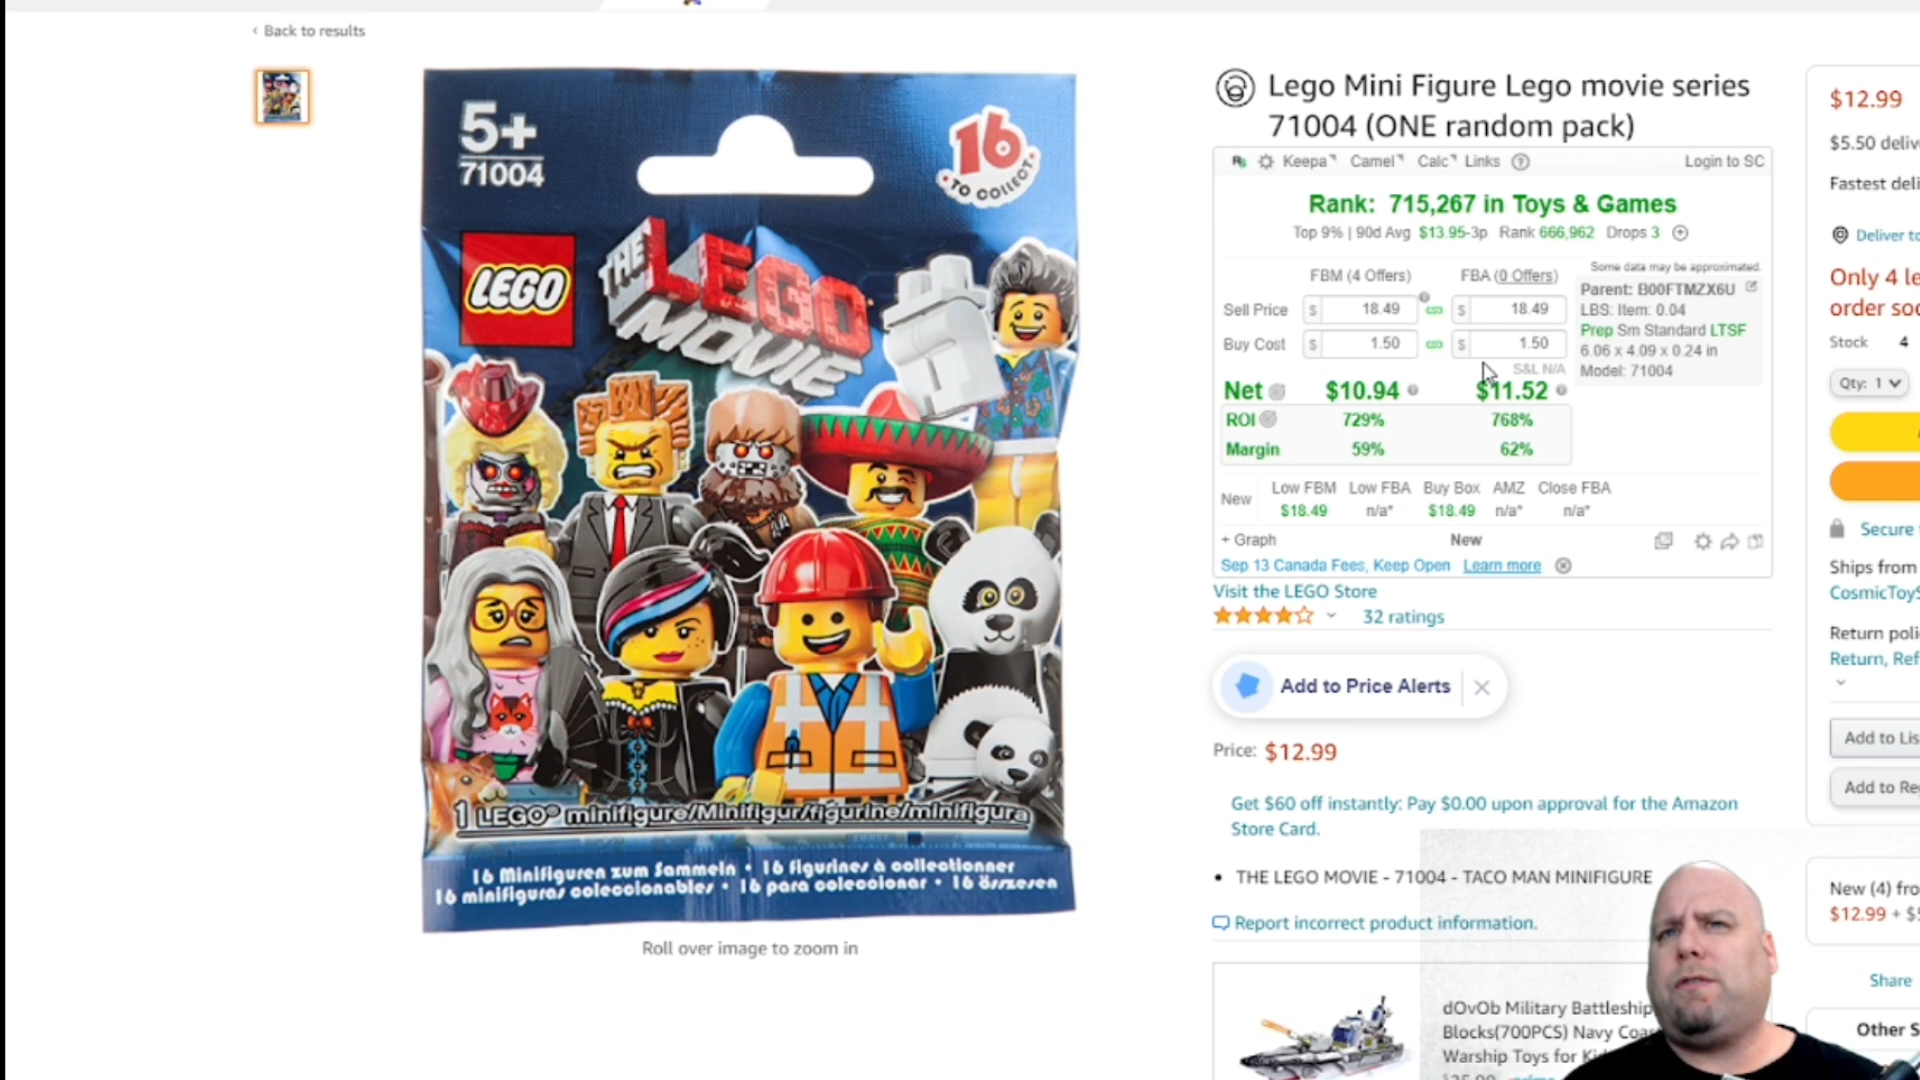 ‹ Back to results
5+
71004
16
TO COLLECT
LEGO
THE
LEGO
MOVIE
1 LEGO® minifigure/Minifigur/figurine/minifigura
16 Minifiguren zum Sammeln • 16 figurines à collectionner
16 minifiguras coleccionables • 16 para colecionar • 16 összesen
Roll over image to zoom in
Lego Mini Figure Lego movie series
71004 (ONE random pack)
Keepa Camel Calc Links ? Login to SC
Rank: 715,267 in Toys & Games
Top 9% | 90d Avg $13.95-3p Rank 666,962 Drops 3
FBM (4 Offers) FBA (0 Offers)
Sell Price $ 18.49 $ 18.49
Buy Cost $ 1.50 $ 1.50
S&L N/A
Net $10.94 $11.52
ROI 729% 768%
Margin 59% 62%
Some data may be approximated.
Parent: B00FTMZX6U
LBS: Item: 0.04
Prep Sm Standard LTSF
6.06 x 4.09 x 0.24 in
Model: 71004
Low FBM Low FBA Buy Box AMZ Close FBA
New $18.49 n/a* $18.49 n/a* n/a*
+ Graph New
Sep 13 Canada Fees, Keep Open Learn more
Visit the LEGO Store
32 ratings
Add to Price Alerts
Price: $12.99
Get $60 off instantly: Pay $0.00 upon approval for the Amazon
Store Card.
• THE LEGO MOVIE - 71004 - TACO MAN MINIFIGURE
Report incorrect product information.
dOvOb Military Battleship
Blocks(700PCS) Navy
Warship Toys for
$12.99
$5.50
Fastest
Deliver to
Only 4
order
Stock 4
Qty: 1
Secure
Ships from
Return
Return,
Add to
Add to
New (4)
$12.99 +
Share
Other